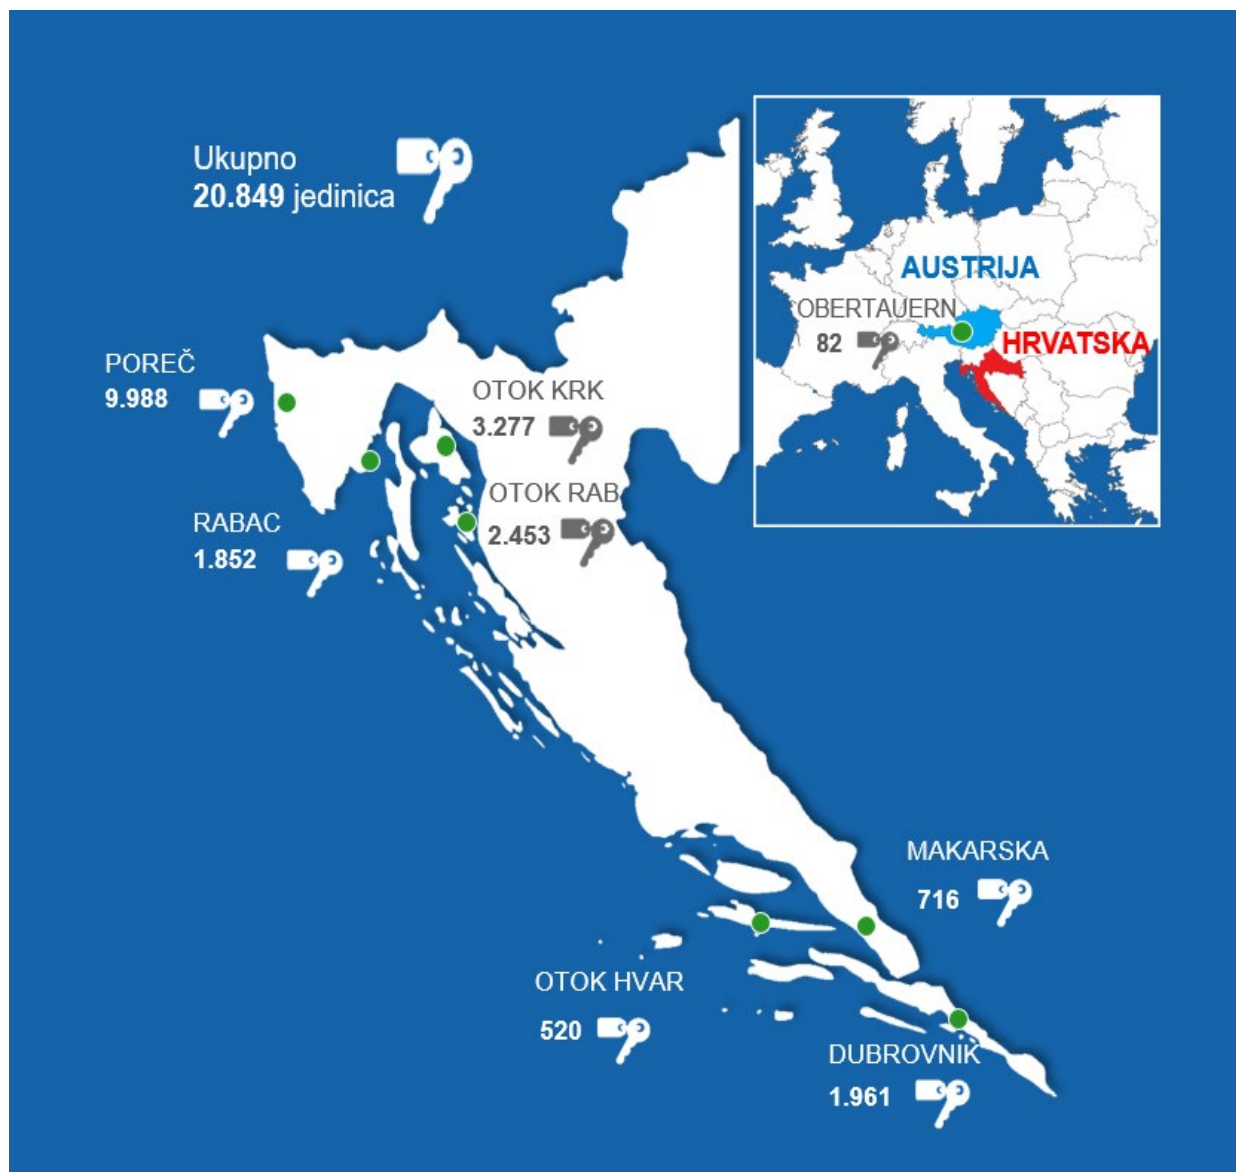 Ukupno
20.849 jedinica
AUSTRIJA
OBERTAUERN
82
HRVATSKA
POREČ
9.988
OTOK KRK
3.277
OTOK RAB
2.453
RABAC
1.852
MAKARSKA
716
OTOK HVAR
520
DUBROVNIK
1.961